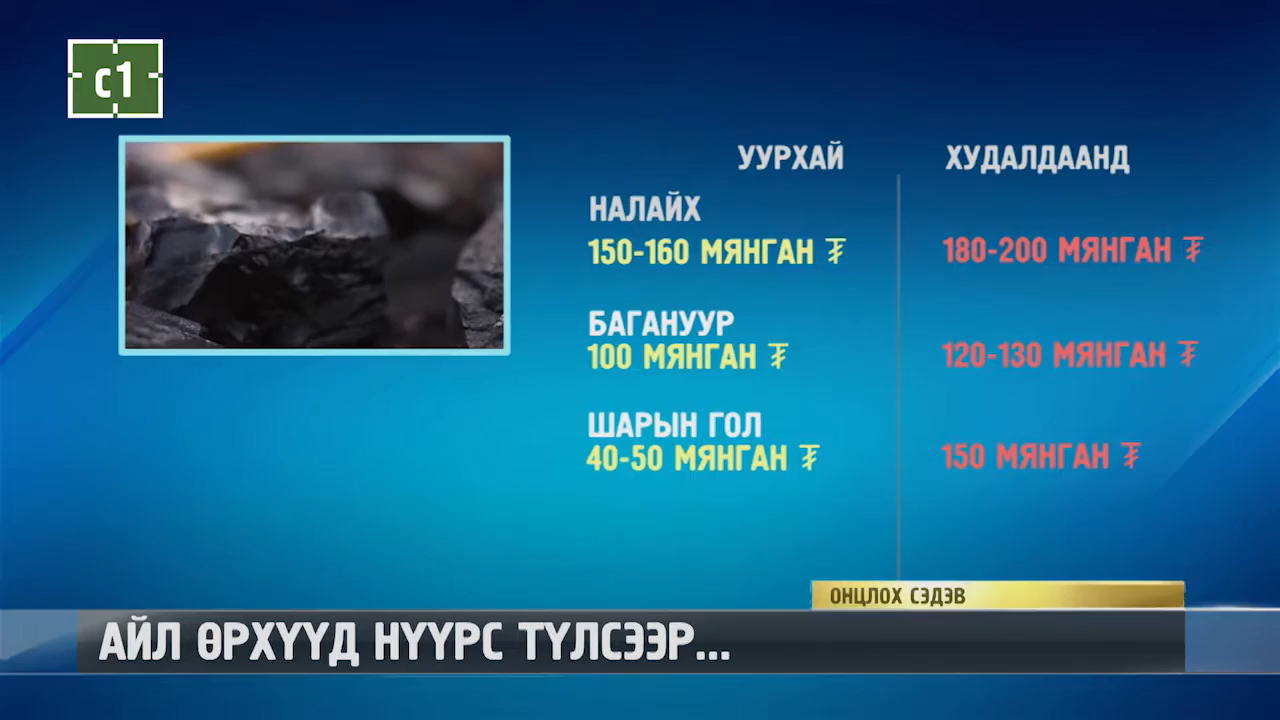 c1
УУРХАЙ ХУДАЛДААНД
НАЛАЙХ
150-160 МЯНГАН ₮ 180-200 МЯНГАН ₮
БАГАНУУР
100 МЯНГАН ₮ 120-130 МЯНГАН ₮
ШАРЫН ГОЛ
40-50 МЯНГАН ₮ 150 МЯНГАН ₮
ОНЦЛОХ СЭДЭВ
АЙЛ ӨРХҮҮД НҮҮРС ТҮЛСЭЭР...